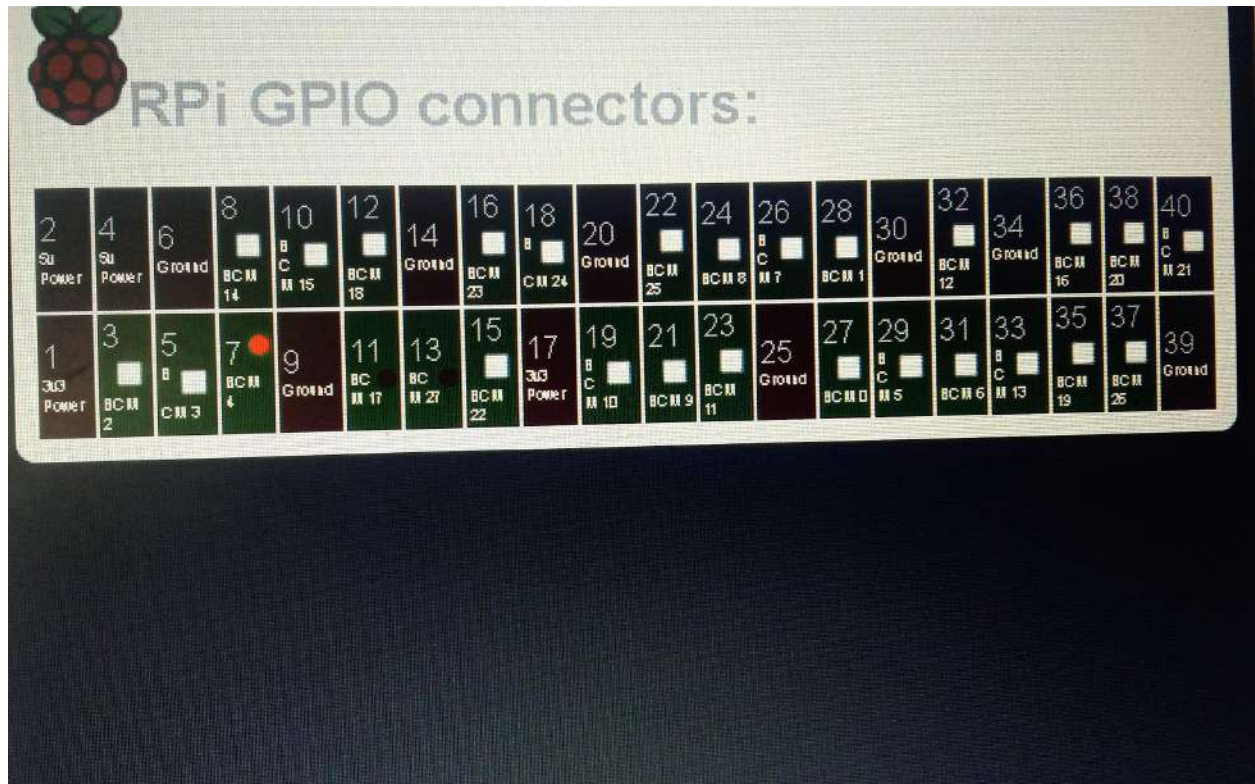 RPi GPIO connectors:
2
5v
Power
4
5v
Power
6
Ground
8
BCM
14
10
B
C
M 15
12
BCM
18
14
Ground
16
BCM
23
18
B
CM 24
20
Ground
22
BCM
25
24
BCM 8
26
B
C
M 7
28
BCM 1
30
Ground
32
BCM
12
34
Ground
36
BCM
16
38
BCM
20
40
B
C
M 21
1
3v3
Power
3
BCM
2
5
B
CM 3
7
BCM
4
9
Ground
11
BC
M 17
13
BC
M 27
15
BCM
22
17
3v3
Power
19
B
C
M 10
21
BCM 9
23
BCM
11
25
Ground
27
BCM 0
29
B
C
M 5
31
BCM 6
33
B
C
M 13
35
BCM
19
37
BCM
26
39
Ground